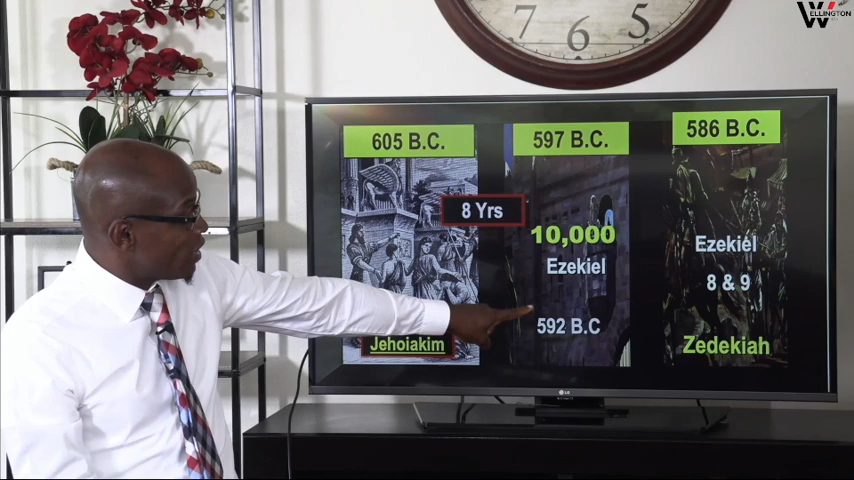 WELLINGTON
7 6 5
605 B.C.
597 B.C.
586 B.C.
8 Yrs
10,000
Ezekiel
592 B.C
Ezekiel
8 & 9
Jehoiakim
Zedekiah
LG